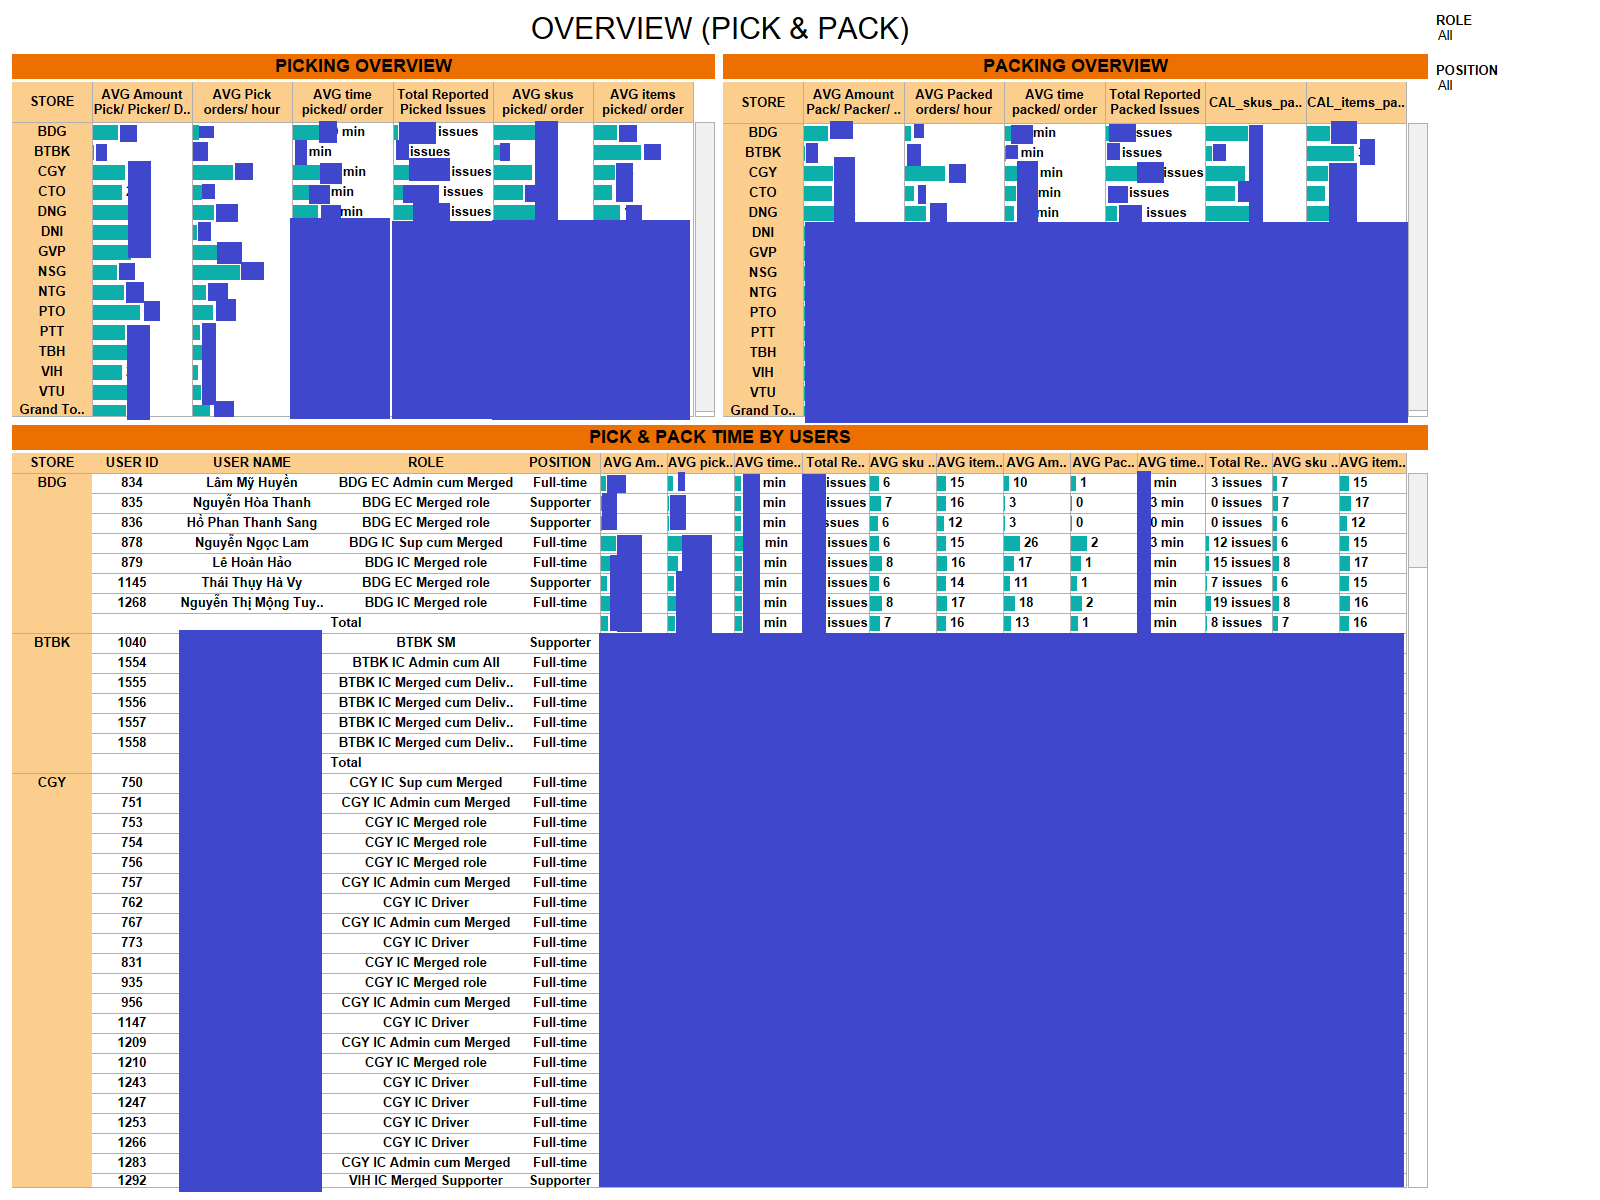 OVERVIEW (PICK & PACK)
ROLE
All
POSITION
All
PICKING OVERVIEW
STORE
AVG Amount Pick/ Picker/ D..
AVG Pick orders/ hour
AVG time picked/ order
Total Reported Picked Issues
AVG skus picked/ order
AVG items picked/ order
BDG min issues
BTBK min issues
CGY min issues
CTO min issues
DNG min issues
DNI
GVP
NSG
NTG
PTO
PTT
TBH
VIH
VTU
Grand To..
PACKING OVERVIEW
STORE
AVG Amount Pack/ Packer/ ..
AVG Packed orders/ hour
AVG time packed/ order
Total Reported Packed Issues
CAL_skus_pa..
CAL_items_pa..
BDG min ssues
BTBK min issues
CGY min issues
CTO min issues
DNG min issues
DNI
GVP
NSG
NTG
PTO
PTT
TBH
VIH
VTU
Grand To..
PICK & PACK TIME BY USERS
STORE USER ID USER NAME ROLE POSITION AVG Am.. AVG pick.. AVG time.. Total Re.. AVG sku .. AVG item.. AVG Am.. AVG Pac.. AVG time.. Total Re.. AVG sku .. AVG item..
BDG 834 Lâm Mỹ Huyền BDG EC Admin cum Merged Full-time min issues 6 15 10 1 min 3 issues 7 15
835 Nguyễn Hòa Thanh BDG EC Merged role Supporter min issues 7 16 3 0 3 min 0 issues 7 17
836 Hồ Phan Thanh Sang BDG EC Merged role Supporter min ssues 6 12 3 0 0 min 0 issues 6 12
878 Nguyễn Ngọc Lam BDG IC Sup cum Merged Full-time min issues 6 15 26 2 3 min 12 issues 6 15
879 Lê Hoàn Hảo BDG IC Merged role Full-time min issues 8 16 17 1 min 15 issues 8 17
1145 Thái Thụy Hà Vy BDG EC Merged role Supporter min issues 6 14 11 1 min 7 issues 6 15
1268 Nguyễn Thị Mộng Tuy.. BDG IC Merged role Full-time min issues 8 17 18 2 min 19 issues 8 16
Total min issues 7 16 13 1 min 8 issues 7 16
BTBK 1040 BTBK SM Supporter
1554 BTBK IC Admin cum All Full-time
1555 BTBK IC Merged cum Deliv.. Full-time
1556 BTBK IC Merged cum Deliv.. Full-time
1557 BTBK IC Merged cum Deliv.. Full-time
1558 BTBK IC Merged cum Deliv.. Full-time
Total
CGY 750 CGY IC Sup cum Merged Full-time
751 CGY IC Admin cum Merged Full-time
753 CGY IC Merged role Full-time
754 CGY IC Merged role Full-time
756 CGY IC Merged role Full-time
757 CGY IC Admin cum Merged Full-time
762 CGY IC Driver Full-time
767 CGY IC Admin cum Merged Full-time
773 CGY IC Driver Full-time
831 CGY IC Merged role Full-time
935 CGY IC Merged role Full-time
956 CGY IC Admin cum Merged Full-time
1147 CGY IC Driver Full-time
1209 CGY IC Admin cum Merged Full-time
1210 CGY IC Merged role Full-time
1243 CGY IC Driver Full-time
1247 CGY IC Driver Full-time
1253 CGY IC Driver Full-time
1266 CGY IC Driver Full-time
1283 CGY IC Admin cum Merged Full-time
1292 VIH IC Merged Supporter Supporter